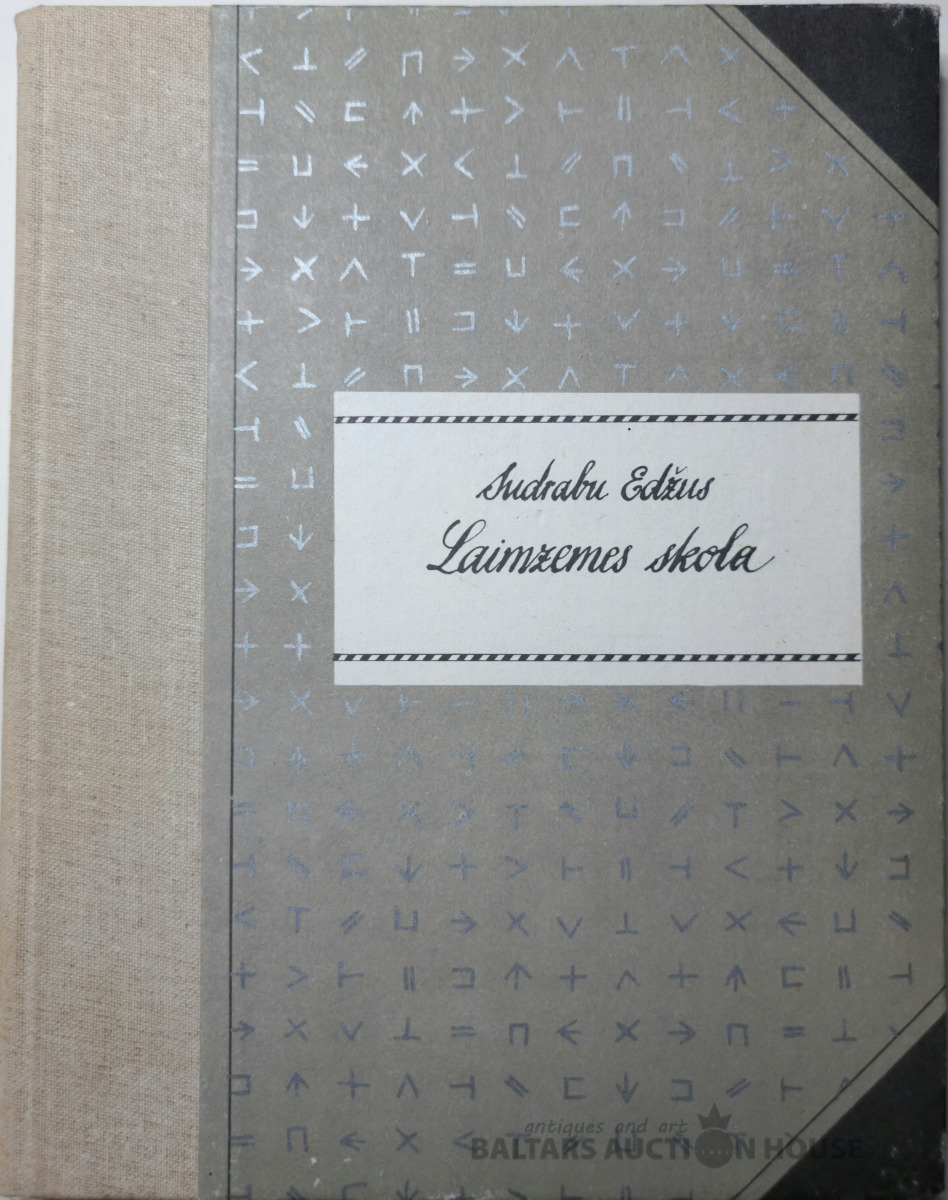 Sudrabu Edžus
Laimzemes skola
antiques and art
BALTARS AUCTION HOUSE